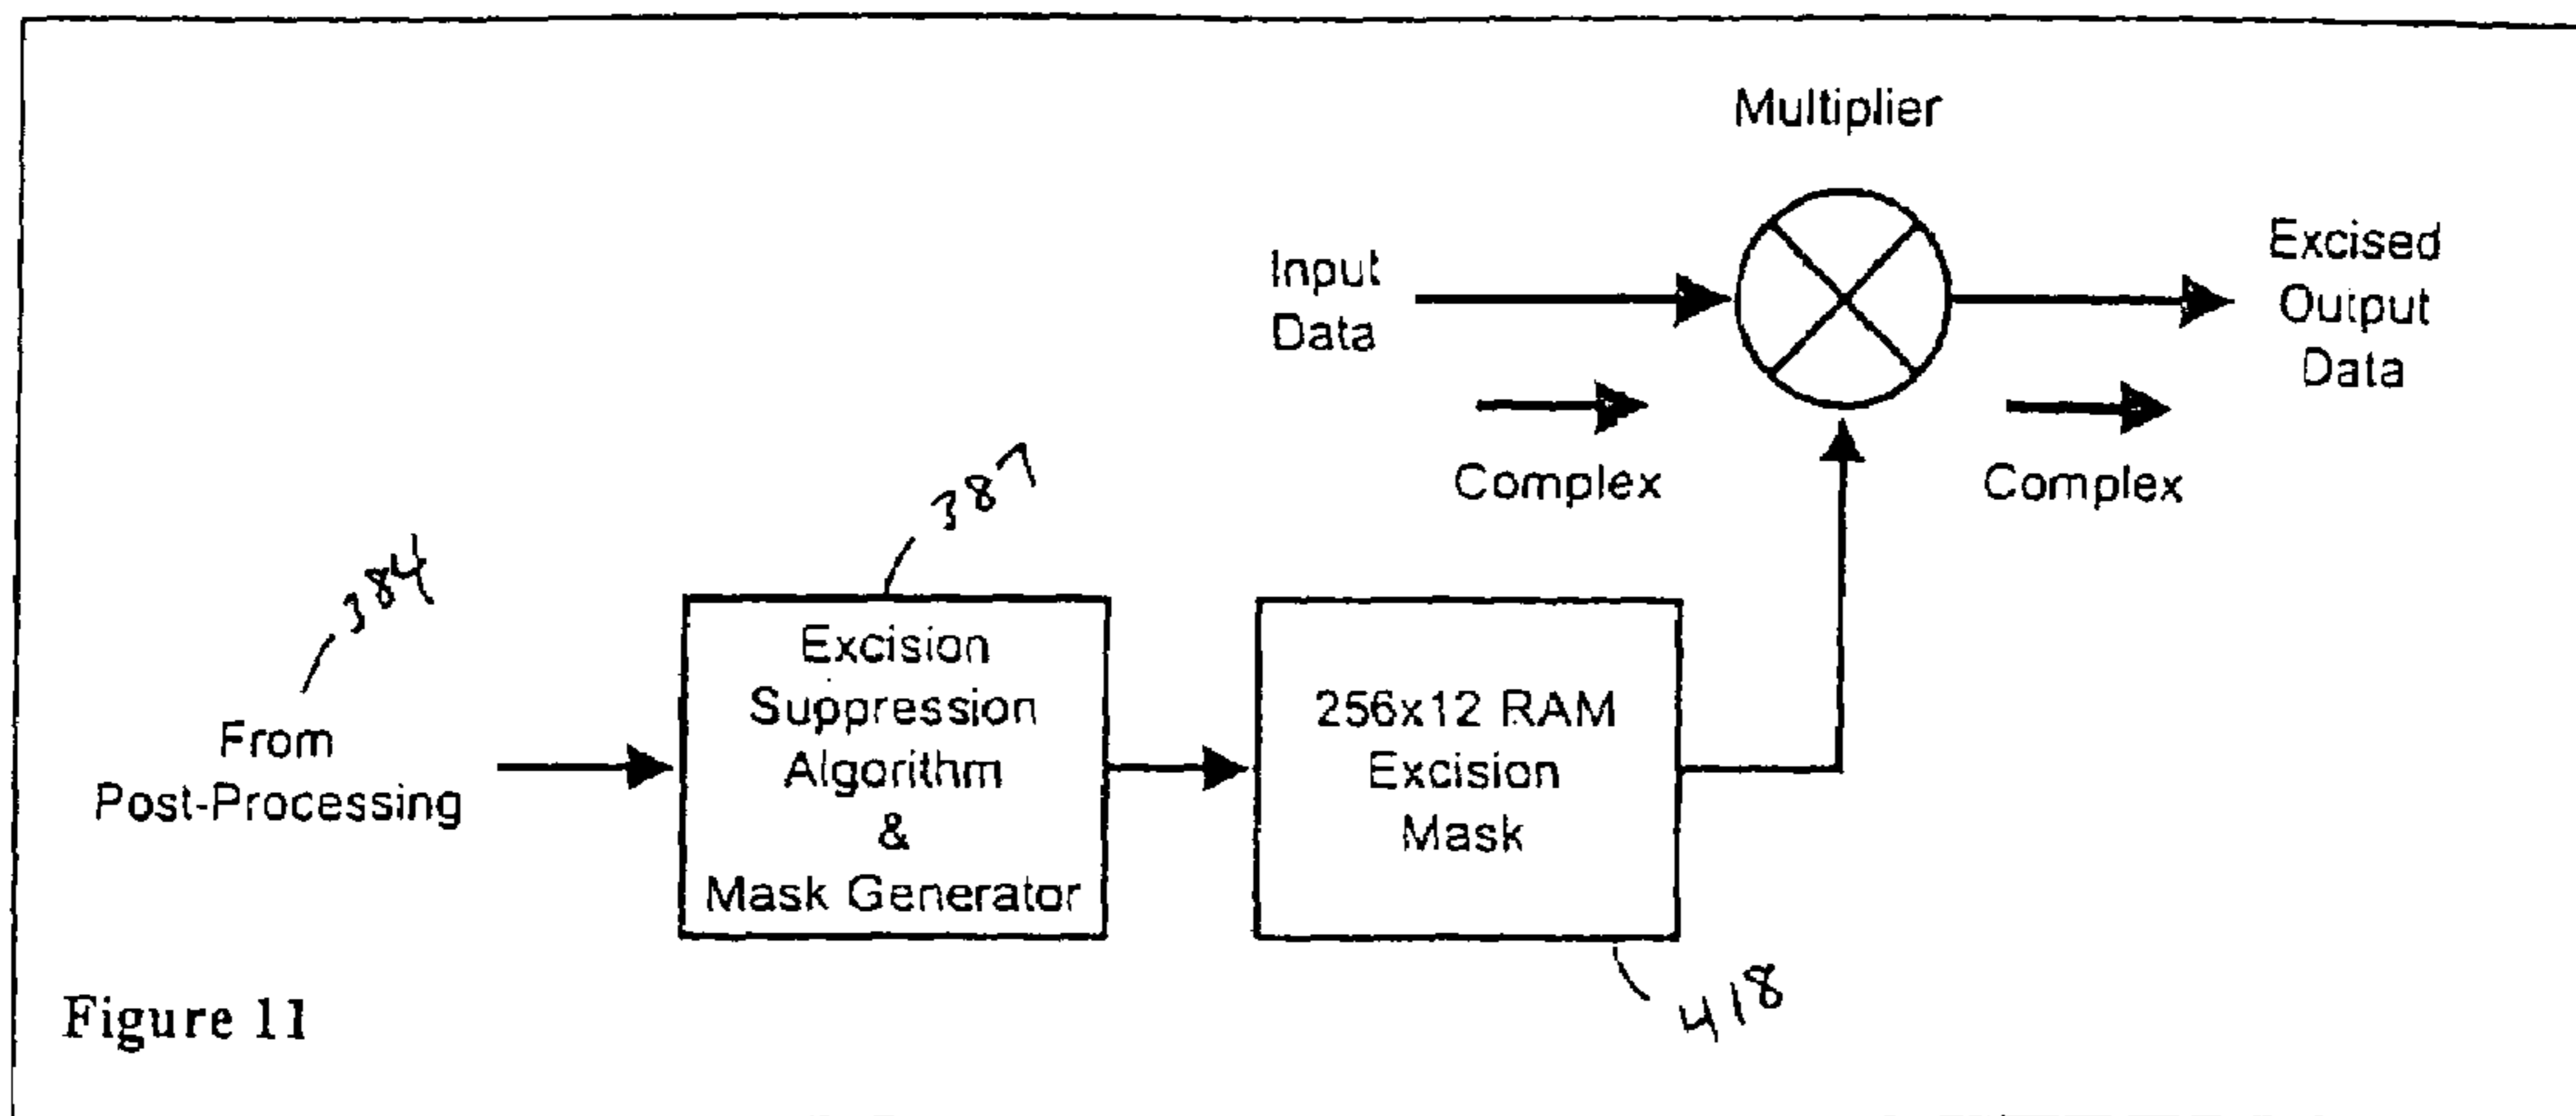 Multiplier
Input
Data
Excised
Output
Data
Complex
Complex
387
384
From
Post-Processing
Excision
Suppression
Algorithm
&
Mask Generator
256x12 RAM
Excision
Mask
418
Figure 11